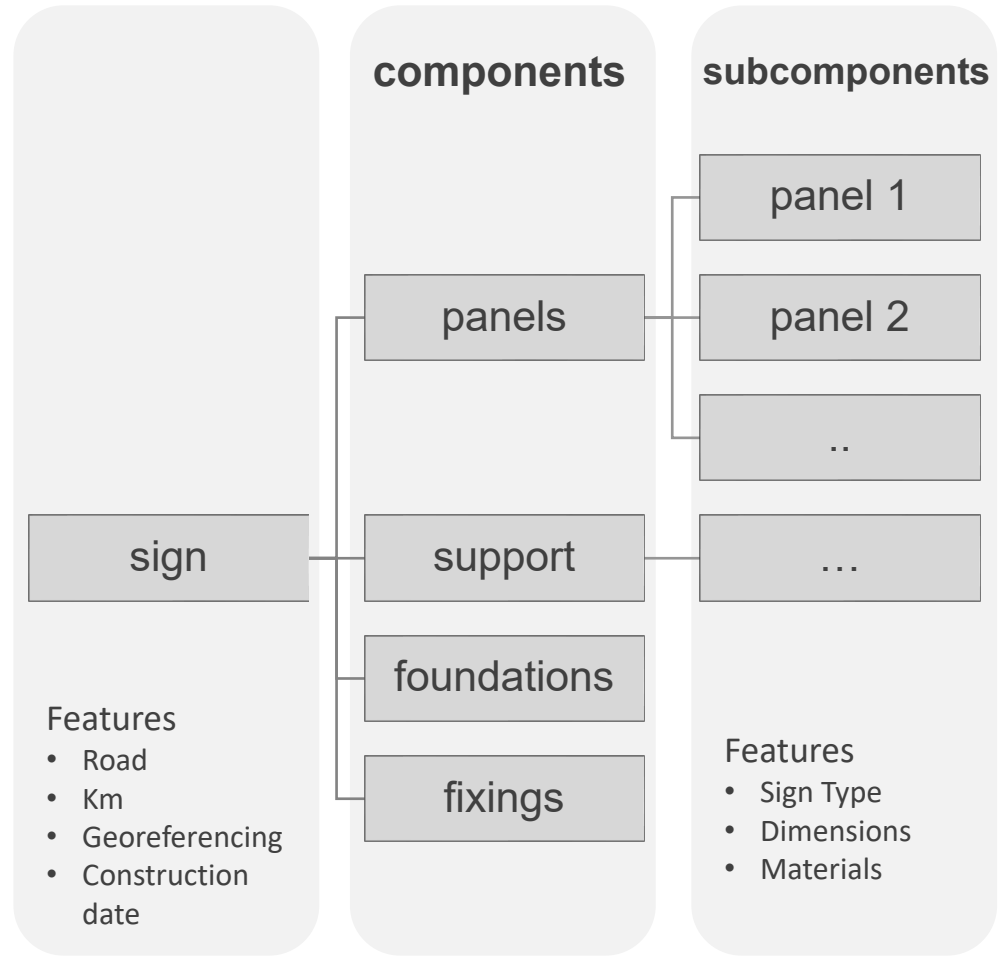 components
subcomponents
panel 1
panels
panel 2
..
sign
support
...
foundations
fixings
Features
• Road
• Km
• Georeferencing
• Construction
date
Features
• Sign Type
• Dimensions
• Materials